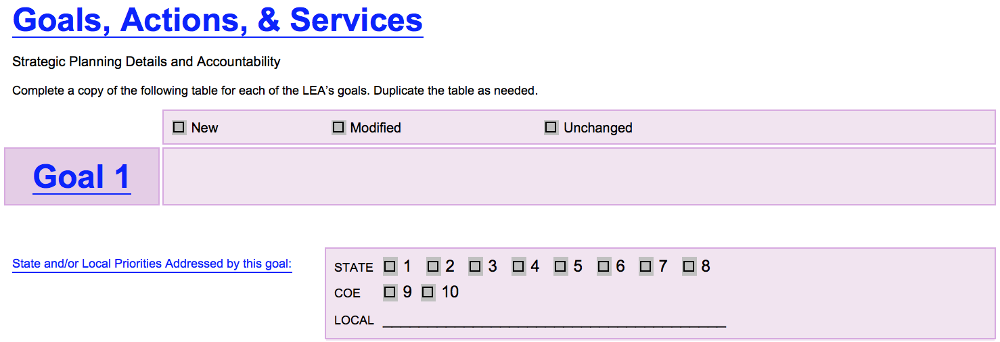 Goals, Actions, & Services
Strategic Planning Details and Accountability
Complete a copy of the following table for each of the LEA’s goals. Duplicate the table as needed.
New Modified Unchanged
Goal 1
State and/or Local Priorities Addressed by this goal:
STATE 1 2 3 4 5 6 7 8
COE 9 10
LOCAL ______________________________________